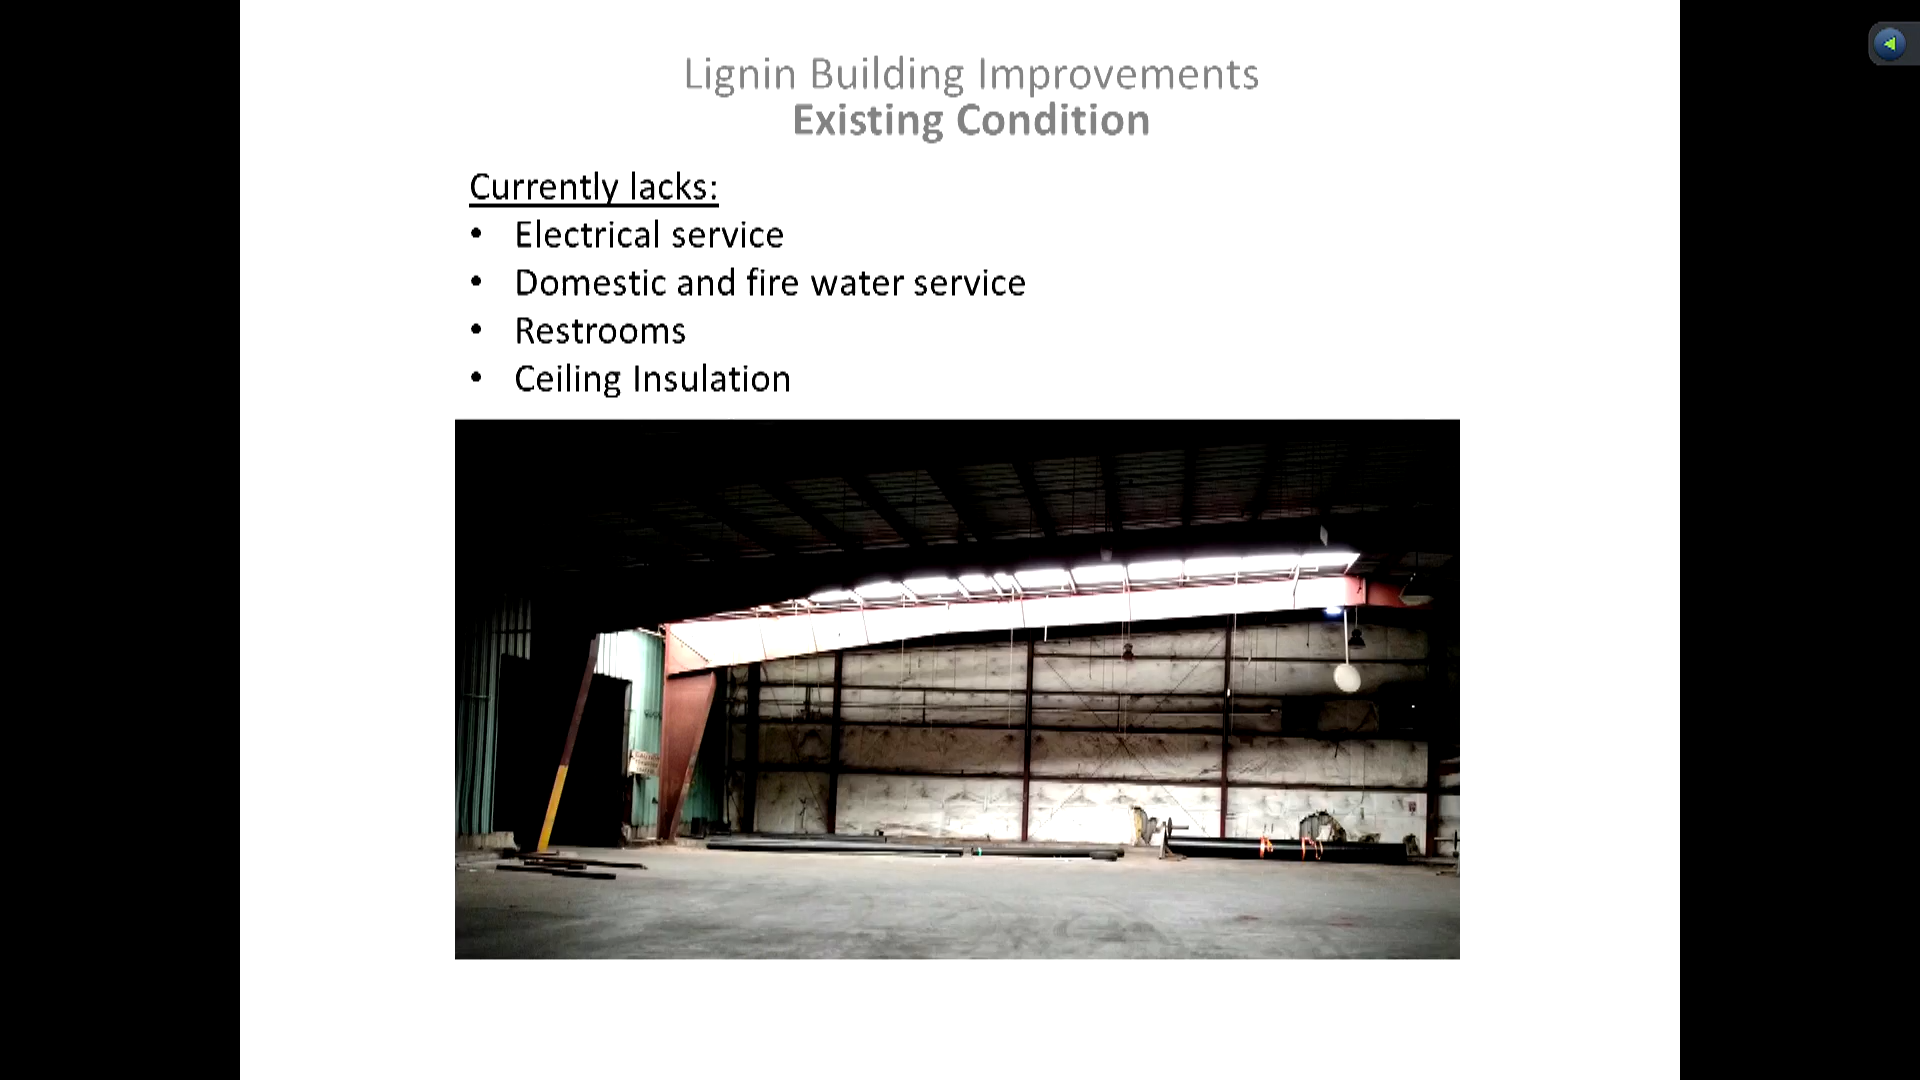 Lignin Building Improvements
Existing Condition
Currently lacks:
• Electrical service
• Domestic and fire water service
• Restrooms
• Ceiling Insulation